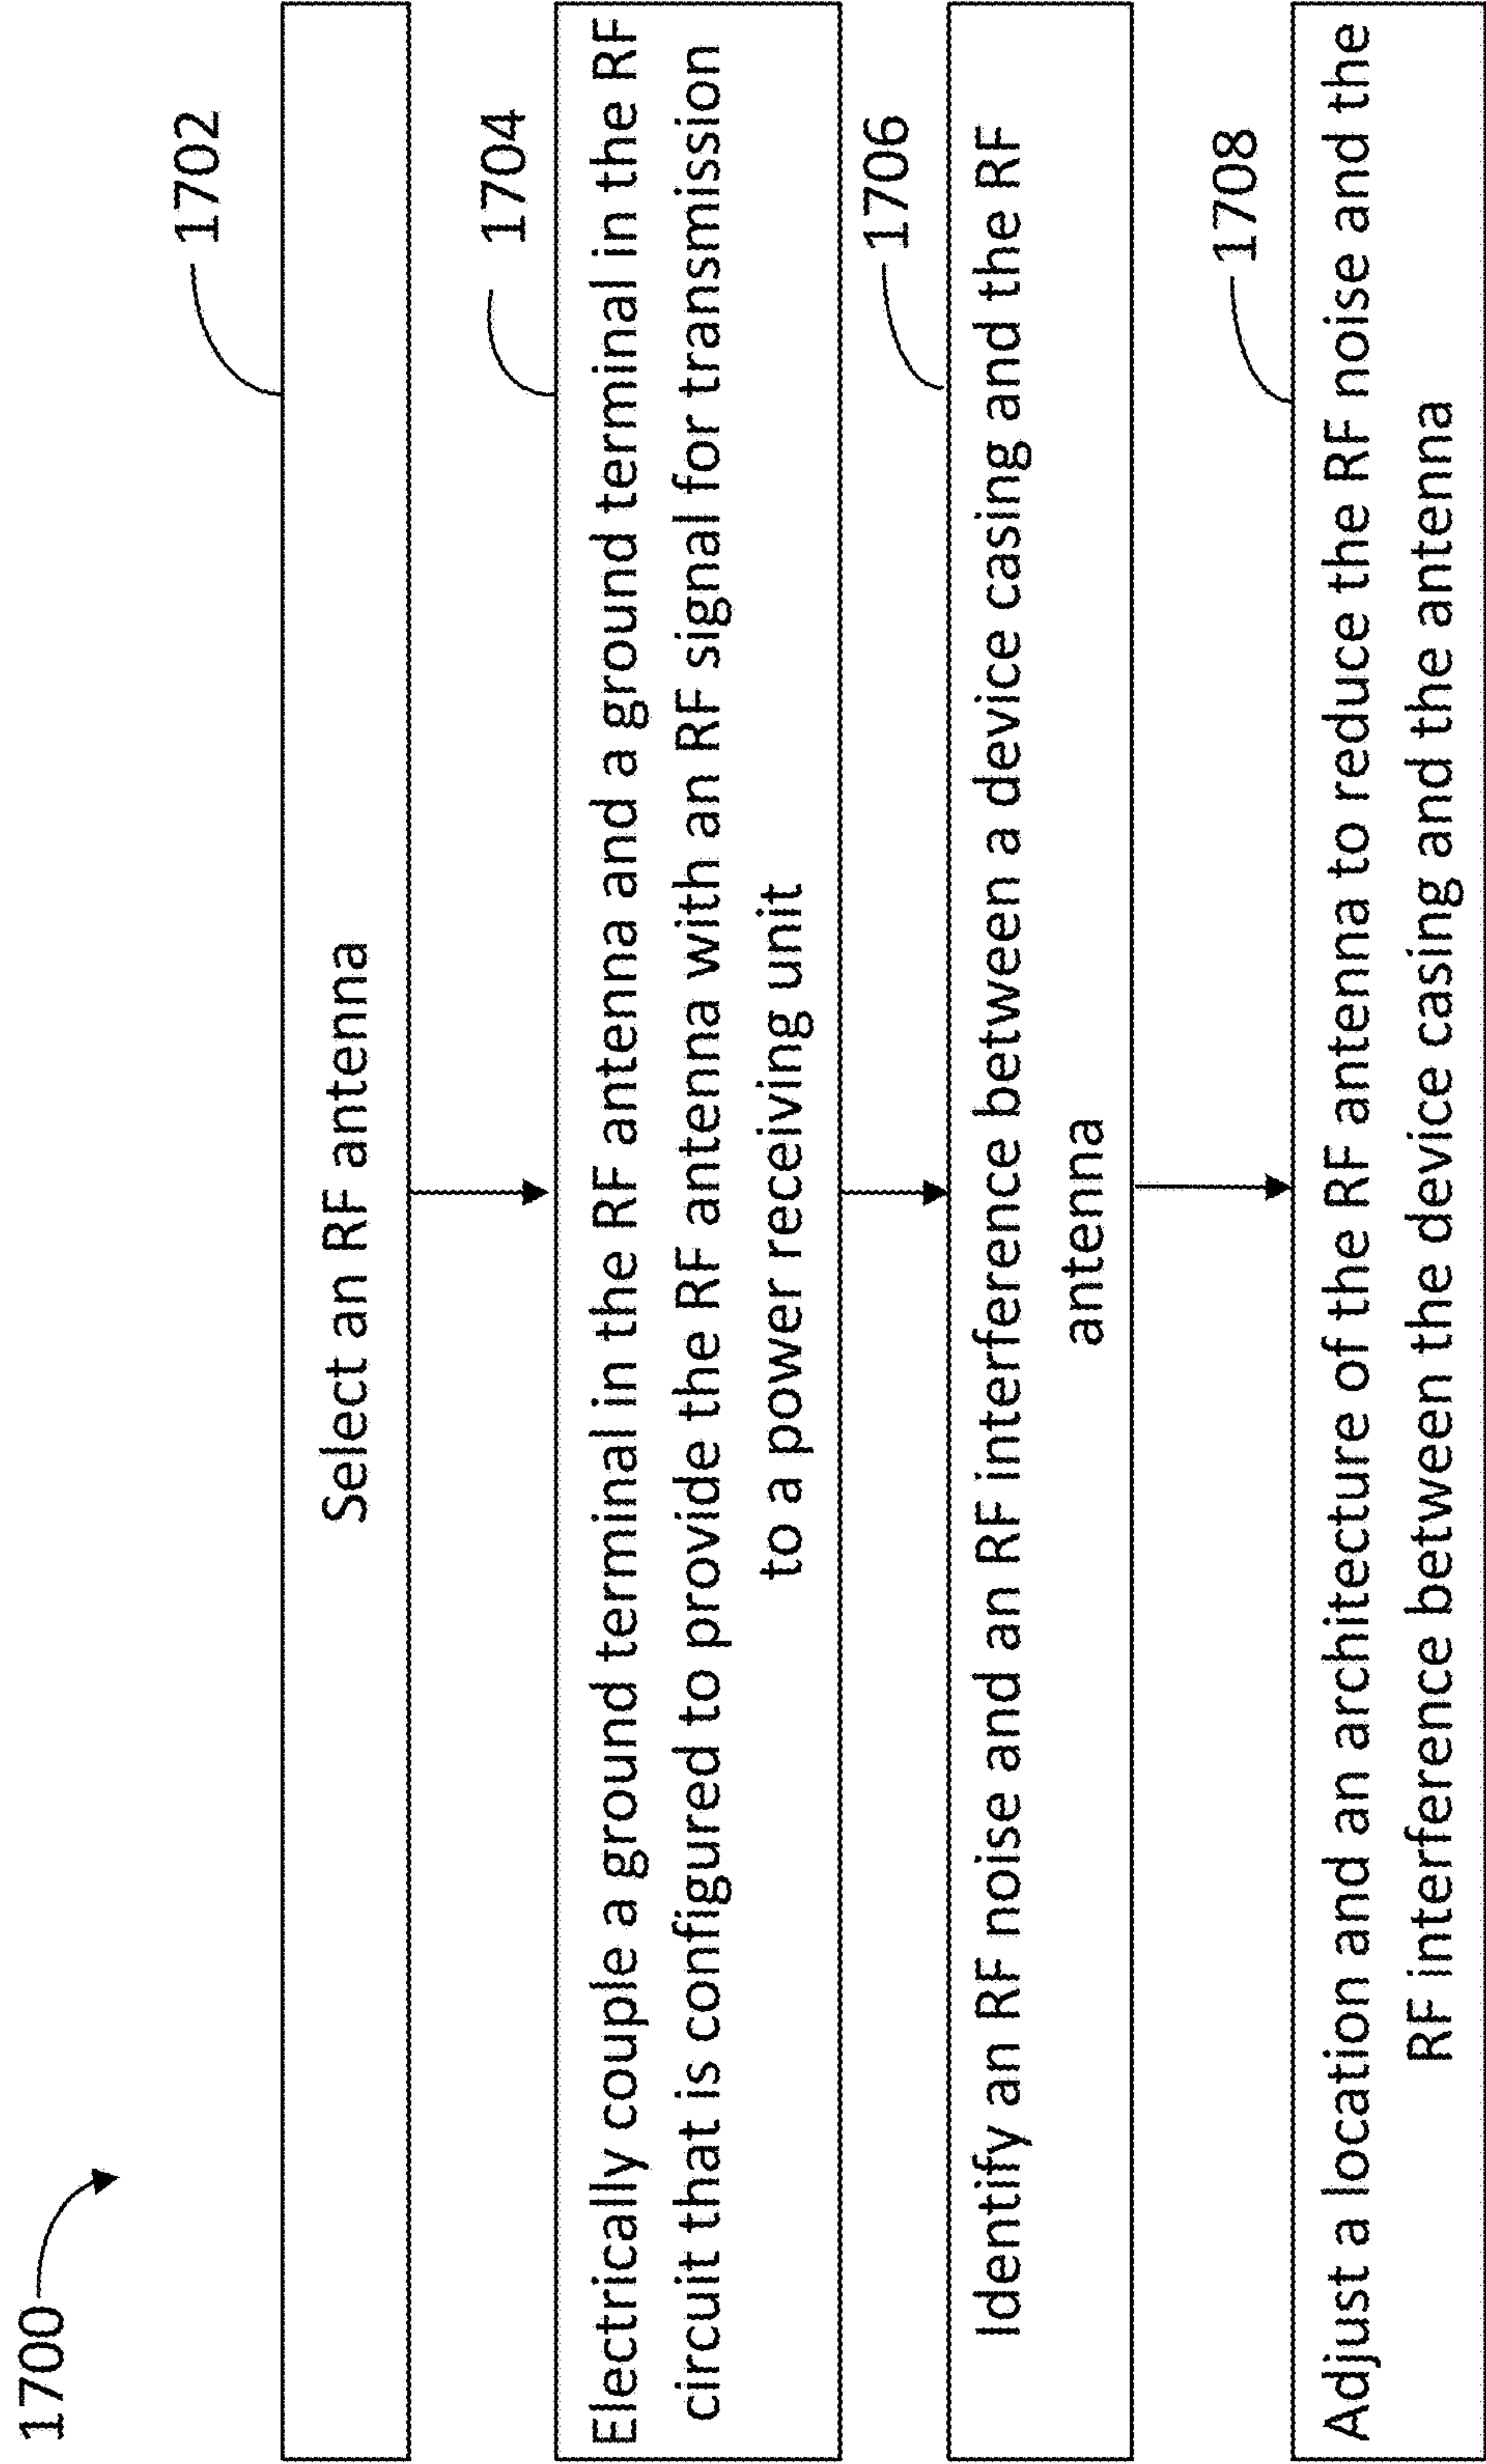 1700
1702
Select an RF antenna
1704
Electrically couple a ground terminal in the RF antenna and a ground terminal in the RF
circuit that is configured to provide the RF antenna with an RF signal for transmission
to a power receiving unit
1706
Identify an RF noise and an RF interference between a device casing and the RF
antenna
1708
Adjust a location and an architecture of the RF antenna to reduce the RF noise and the
RF interference between the device casing and the antenna